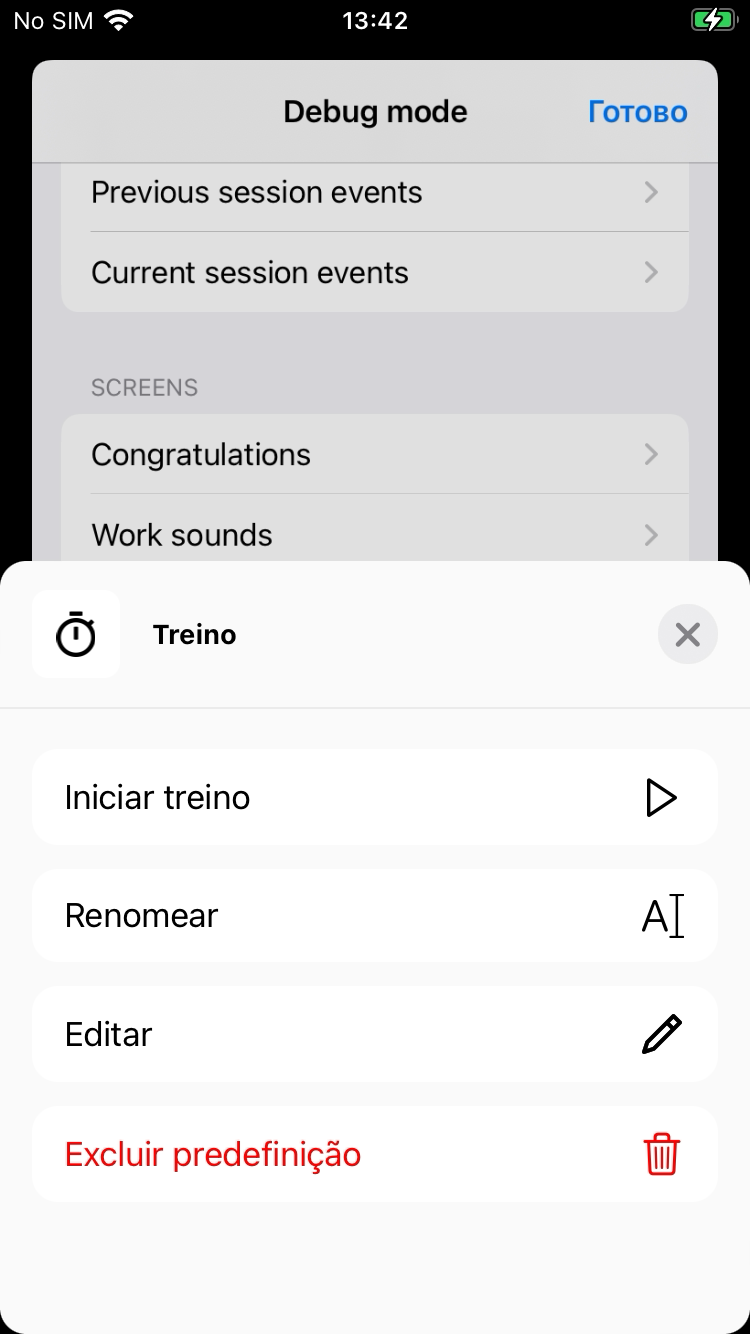 No SIM 13:42
Debug mode Готово
Previous session events
Current session events
SCREENS
Congratulations
Work sounds
Treino
Iniciar treino
Renomear
Editar
Excluir predefinição